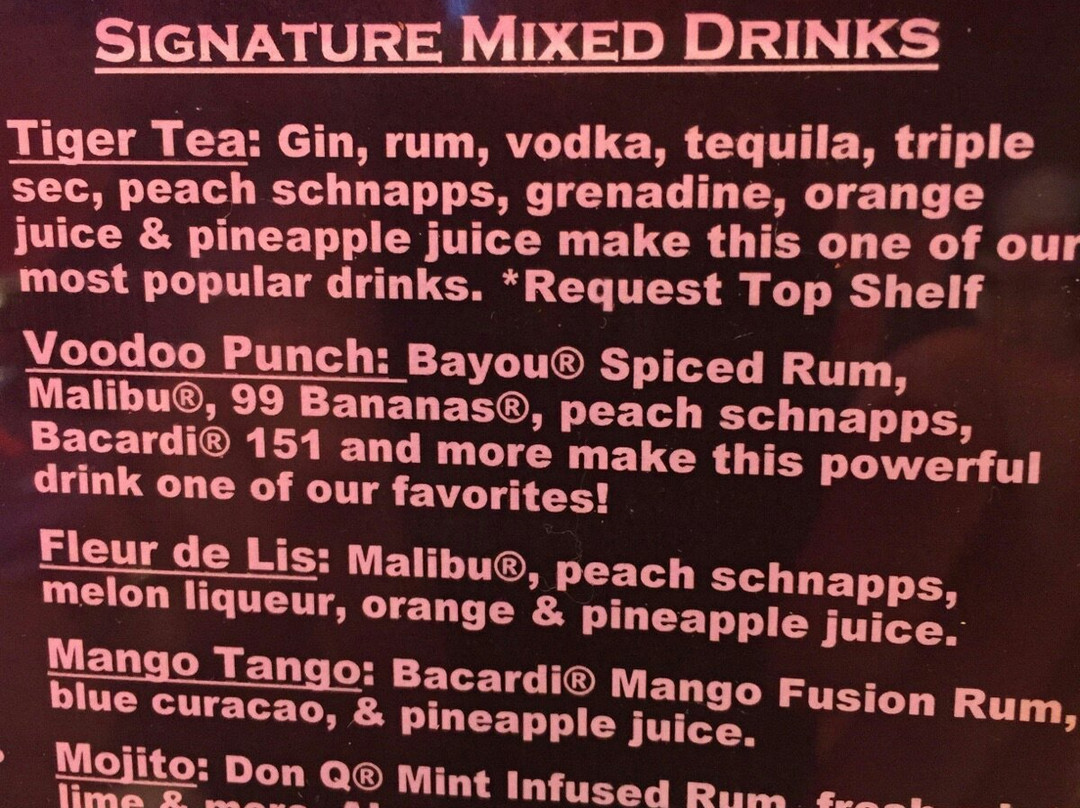 SIGNATURE MIXED DRINKS
Tiger Tea: Gin, rum, vodka, tequila, triple
sec, peach schnapps, grenadine, orange
juice & pineapple juice make this one of our
most popular drinks. *Request Top Shelf
Voodoo Punch: Bayou® Spiced Rum,
Malibu®, 99 Bananas®, peach schnapps,
Bacardi® 151 and more make this powerful
drink one of our favorites!
Fleur de Lis: Malibu®, peach schnapps,
melon liqueur, orange & pineapple juice.
Mango Tango: Bacardi® Mango Fusion Rum,
blue curacao, & pineapple juice.
Mojito: Don Q® Mint Infused Rum, fresh
lime & more.